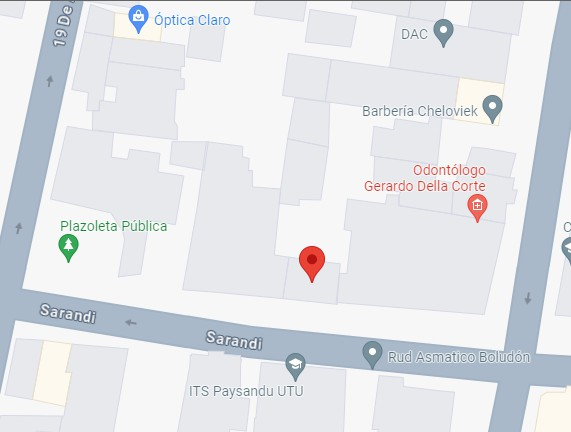 19 De
Óptica Claro
DAC
Barbería Cheloviek
Odontólogo
Gerardo Della Corte
Plazoleta Pública
Sarandi
Sarandi
Rud Asmatico Boludón
ITS Paysandu UTU